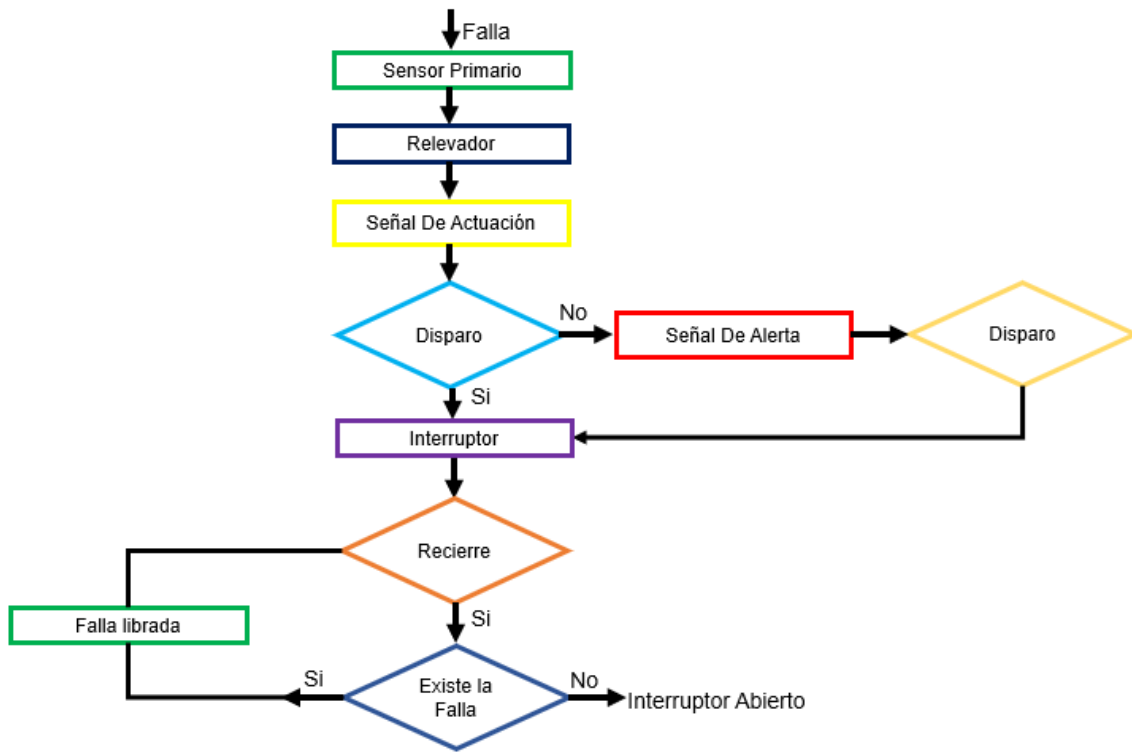 Falla
Sensor Primario
Relevador
Señal De Actuación
Disparo
No
Señal De Alerta
Disparo
Si
Interruptor
Recierre
Si
Falla librada
Si
Existe la
Falla
No
Interruptor Abierto